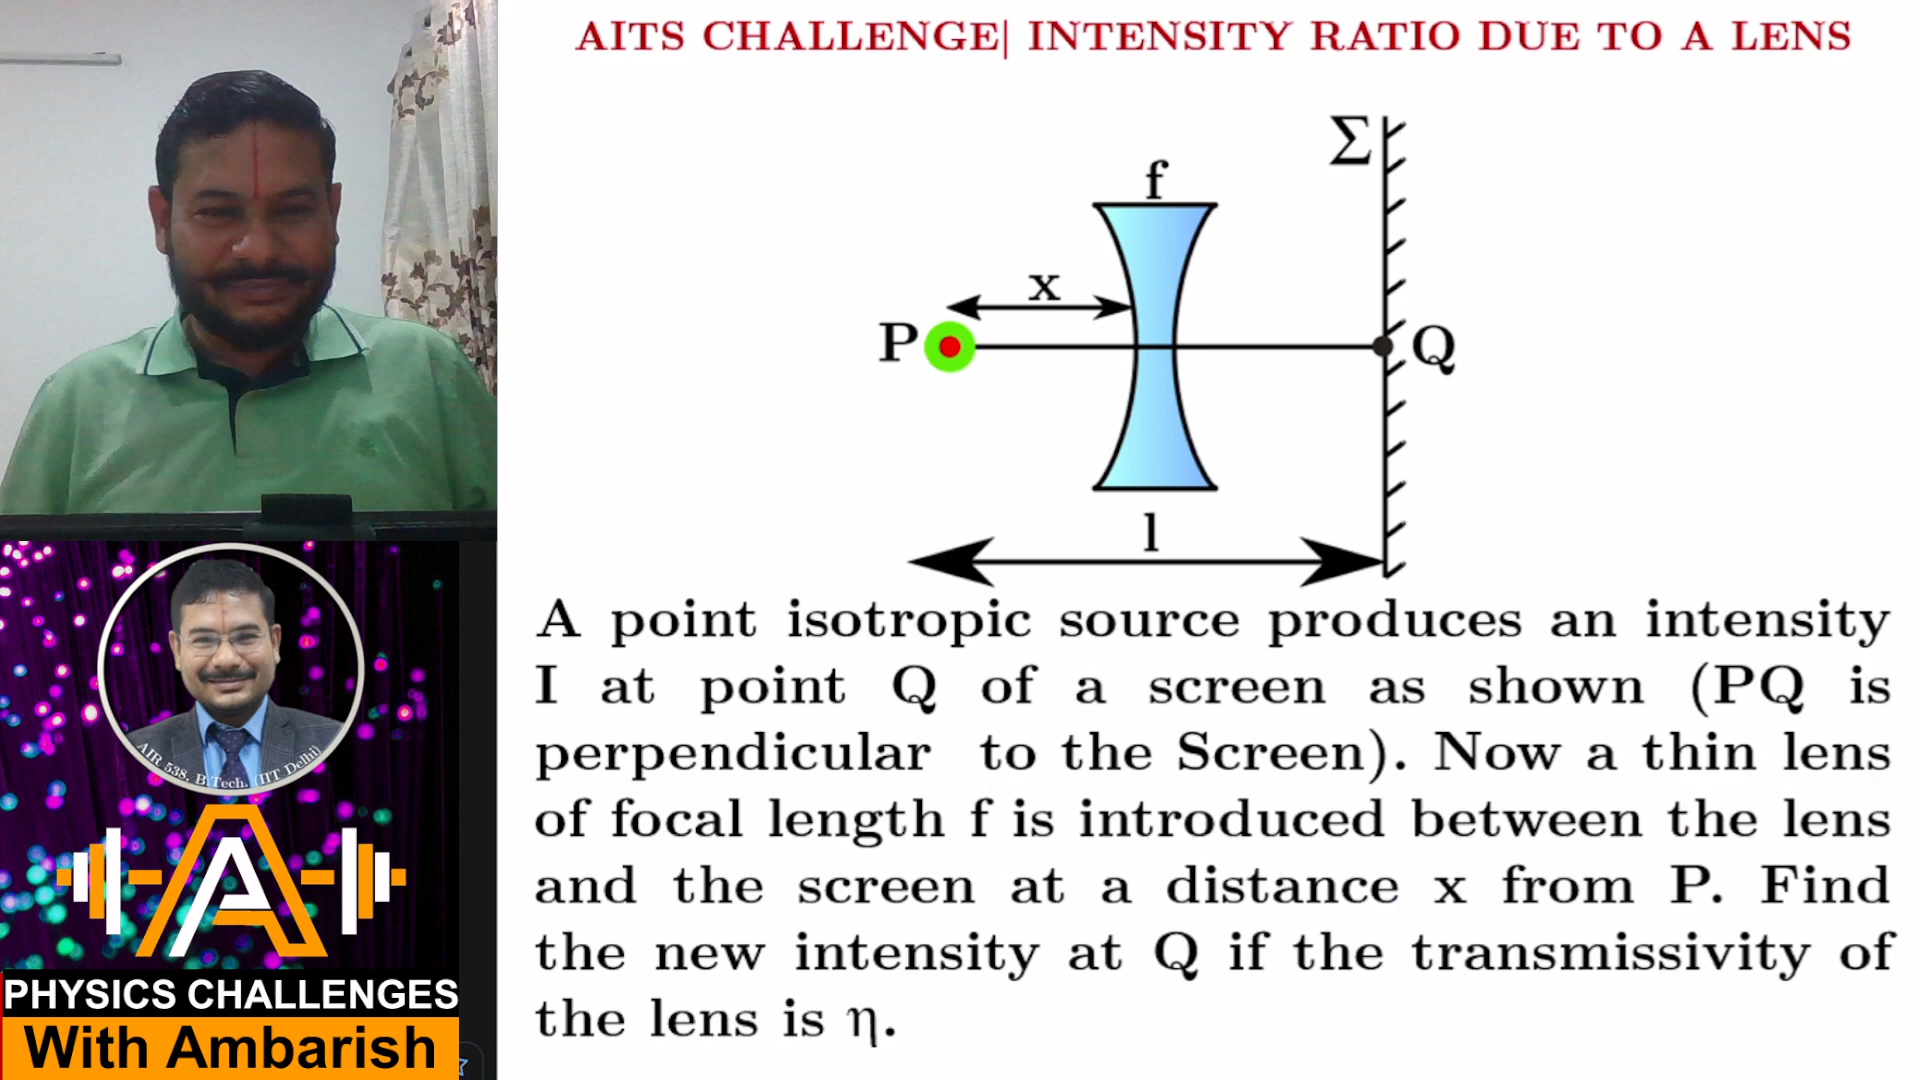 AITS CHALLENGE| INTENSITY RATIO DUE TO A LENS
Σ
f
x
P
Q
l
A point isotropic source produces an intensity
I at point Q of a screen as shown (PQ is
perpendicular to the Screen). Now a thin lens
of focal length f is introduced between the lens
and the screen at a distance x from P. Find
the new intensity at Q if the transmissivity of
the lens is η.
AIR 538, B.Tech. (IIT Delhi)
A
PHYSICS CHALLENGES
With Ambarish